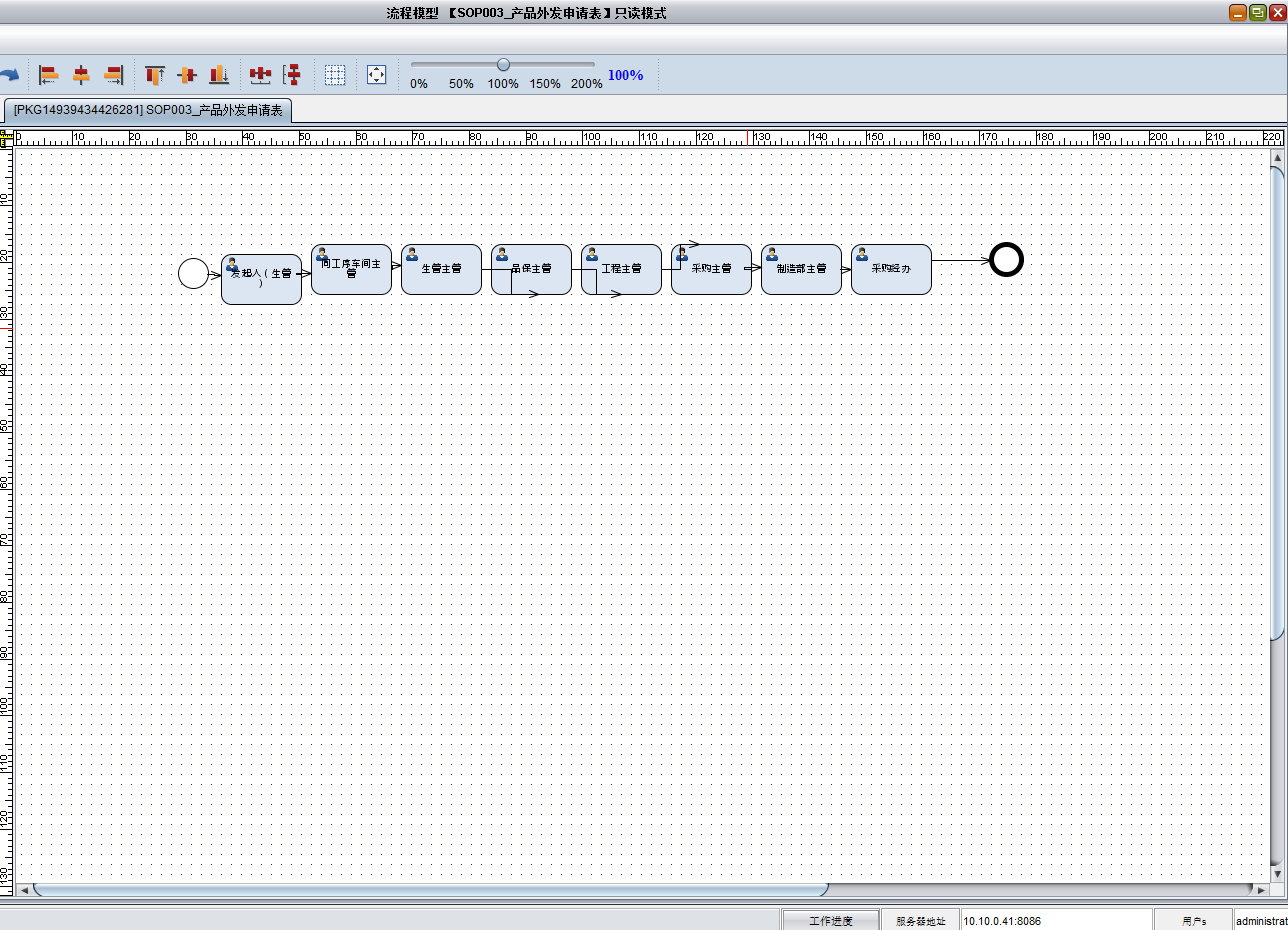 流程模型 【SOP003_产品外发申请表】只读模式
0% 50% 100% 150% 200% 100%
[PKG14939434426281] SOP003_产品外发申请表
0 10 20 30 40 50 60 70 80 90 100 110 120 130 140 150 160 170 180 190 200 210 220
10
20
30
40
50
60
70
80
90
100
110
120
130
发起人（生管
）
同工序车间主
管
生管主管
品保主管
工程主管
采购主管
制造部主管
采购经办
工作进度 服务器地址 10.10.0.41:8086 用户s administrat